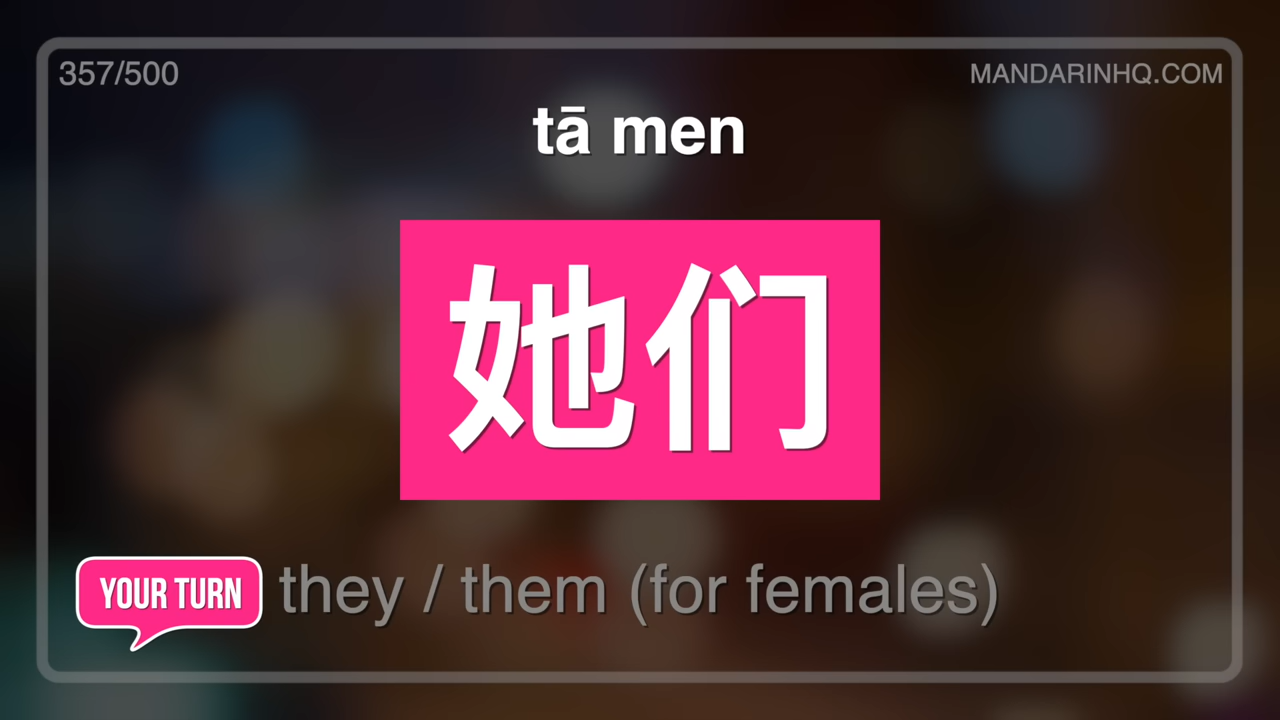 357/500
MANDARINHQ.COM
tā men
她们
YOUR TURN
they / them (for females)